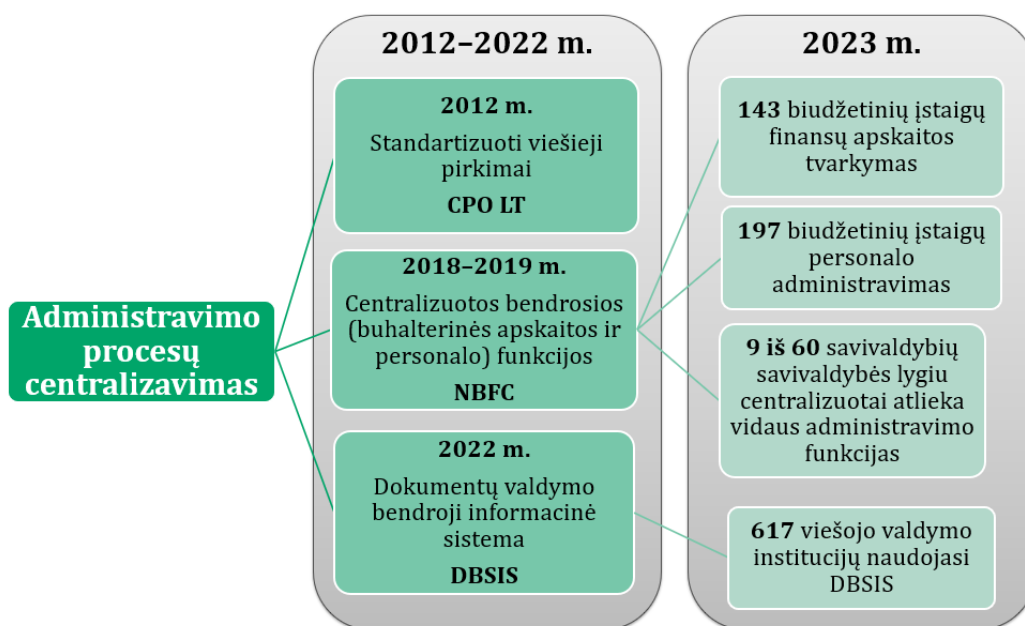 Administravimo
procesų
centralizavimas
2012–2022 m.
2012 m.
Standartizuoti viešieji
pirkimai
CPO LT
2018–2019 m.
Centralizuotos bendrosios
(buhalterinės apskaitos ir
personalo) funkcijos
NBFC
2022 m.
Dokumentų valdymo
bendroji informacinė
sistema
DBSIS
2023 m.
143 biudžetinių įstaigų
finansų apskaitos
tvarkymas
197 biudžetinių įstaigų
personalo
administravimas
9 iš 60 savivaldybių
savivaldybės lygiu
centralizuotai atlieka
vidaus administravimo
funkcijas
617 viešojo valdymo
institucijų naudojasi
DBSIS